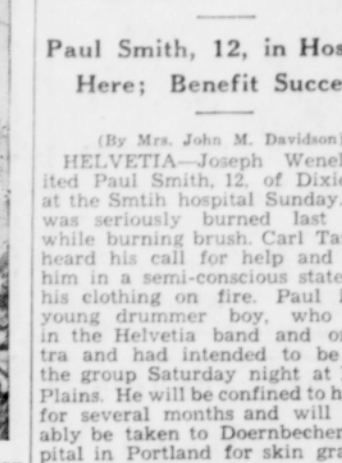 Paul Smith, 12, in Hos
Here; Benefit Succe
(By Mrs. John M. Davidson)
HELVETIA—Joseph Wenel
ited Paul Smith, 12, of Dixie
at the Smtih hospital Sunday.
was seriously burned last
while burning brush. Carl Ta
heard his call for help and
him in a semi-conscious state
his clothing on fire. Paul
young drummer boy, who
in the Helvetia band and or
tra and had intended to be
the group Saturday night at
Plains. He will be confined to h
for several months and will
ably be taken to Doernbecher
pital in Portland for skin gra